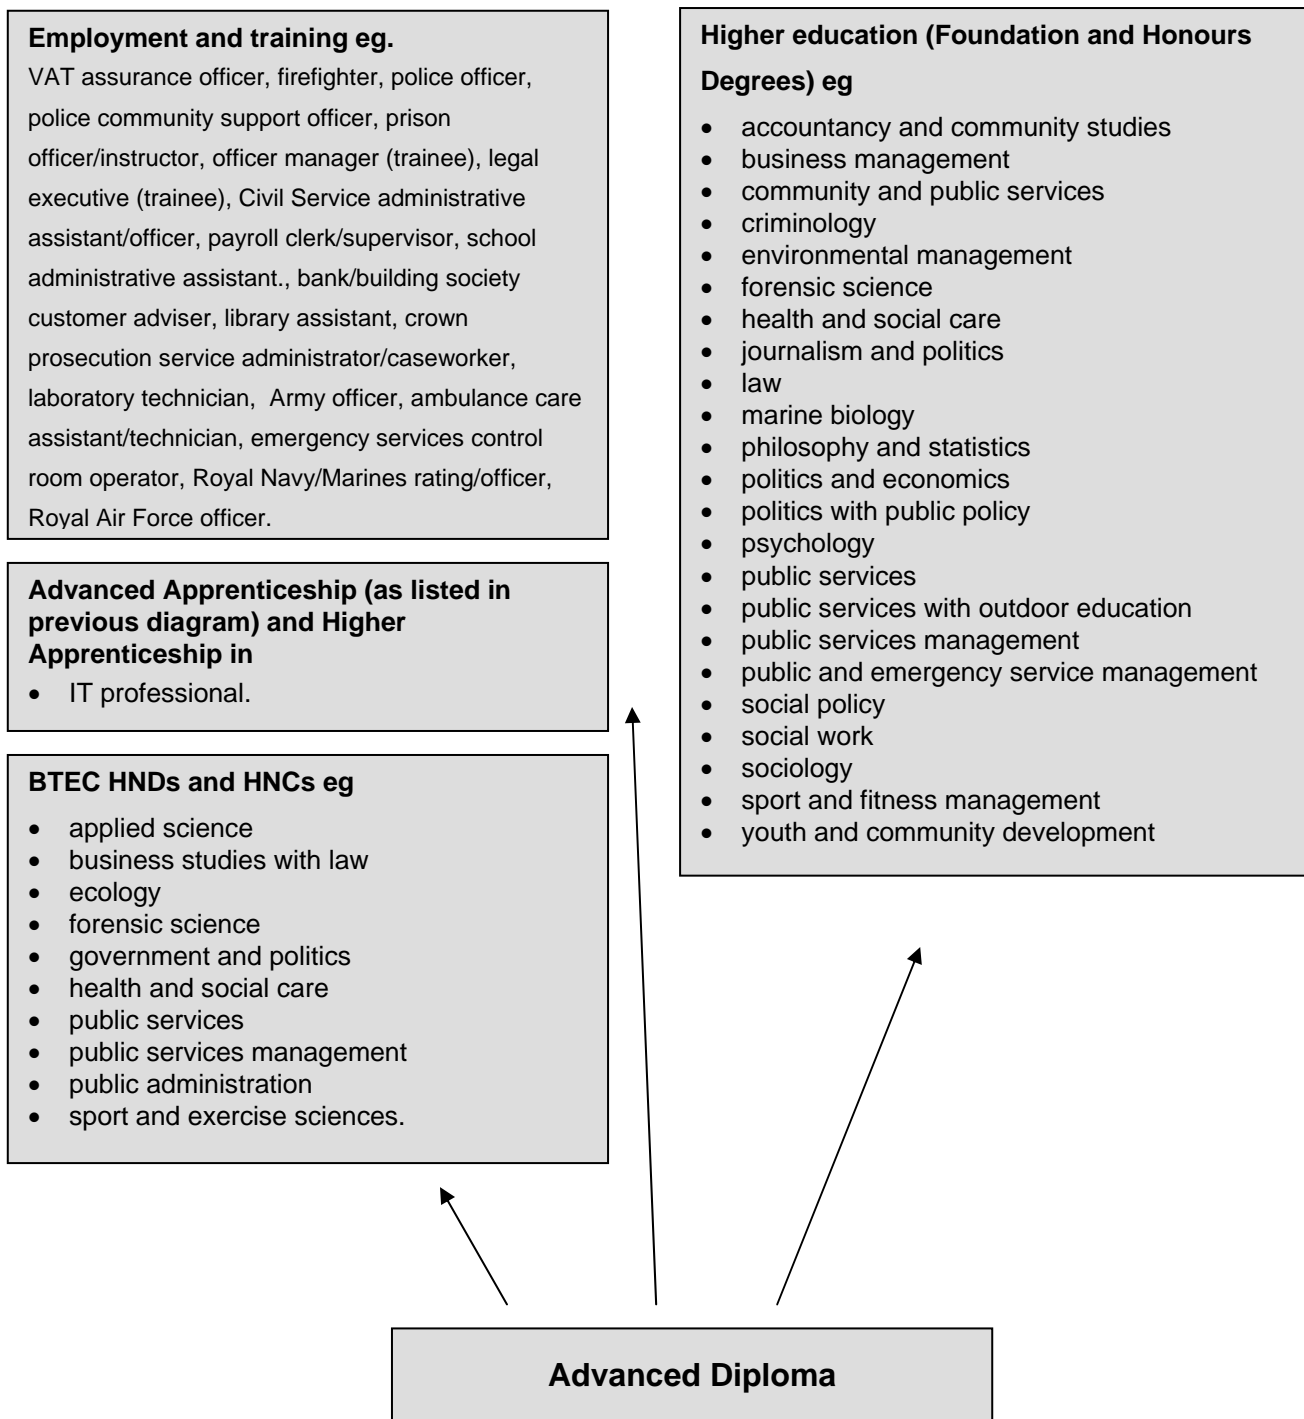 Employment and training eg.
VAT assurance officer, firefighter, police officer,
police community support officer, prison
officer/instructor, officer manager (trainee), legal
executive (trainee), Civil Service administrative
assistant/officer, payroll clerk/supervisor, school
administrative assistant., bank/building society
customer adviser, library assistant, crown
prosecution service administrator/caseworker,
laboratory technician, Army officer, ambulance care
assistant/technician, emergency services control
room operator, Royal Navy/Marines rating/officer,
Royal Air Force officer.
Advanced Apprenticeship (as listed in
previous diagram) and Higher
Apprenticeship in
• IT professional.
BTEC HNDs and HNCs eg
• applied science
• business studies with law
• ecology
• forensic science
• government and politics
• health and social care
• public services
• public services management
• public administration
• sport and exercise sciences.
Higher education (Foundation and Honours
Degrees) eg
• accountancy and community studies
• business management
• community and public services
• criminology
• environmental management
• forensic science
• health and social care
• journalism and politics
• law
• marine biology
• philosophy and statistics
• politics and economics
• politics with public policy
• psychology
• public services
• public services with outdoor education
• public services management
• public and emergency service management
• social policy
• social work
• sociology
• sport and fitness management
• youth and community development
Advanced Diploma